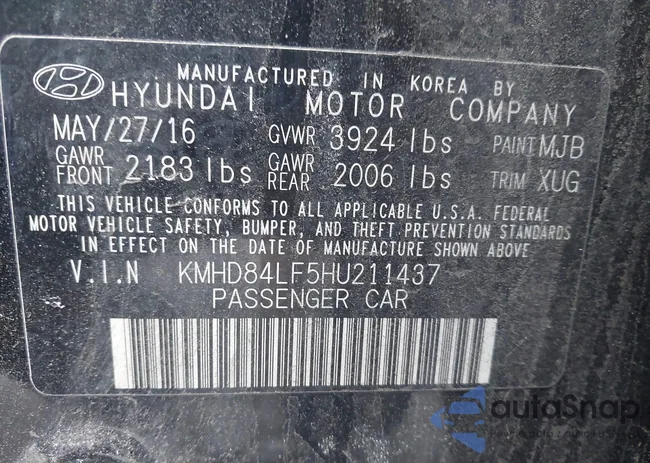 MANUFACTURED IN KOREA BY
HYUNDAI MOTOR COMPANY
MAY/27/16 GVWR 3924 lbs PAINT MJB
GAWR FRONT 2183 lbs GAWR REAR 2006 lbs TRIM XUG
THIS VEHICLE CONFORMS TO ALL APPLICABLE U.S.A. FEDERAL
MOTOR VEHICLE SAFETY, BUMPER, AND THEFT PREVENTION STANDARDS
IN EFFECT ON THE DATE OF MANUFACTURE SHOWN ABOVE.
V.I.N KMHD84LF5HU211437
PASSENGER CAR
autoSnap